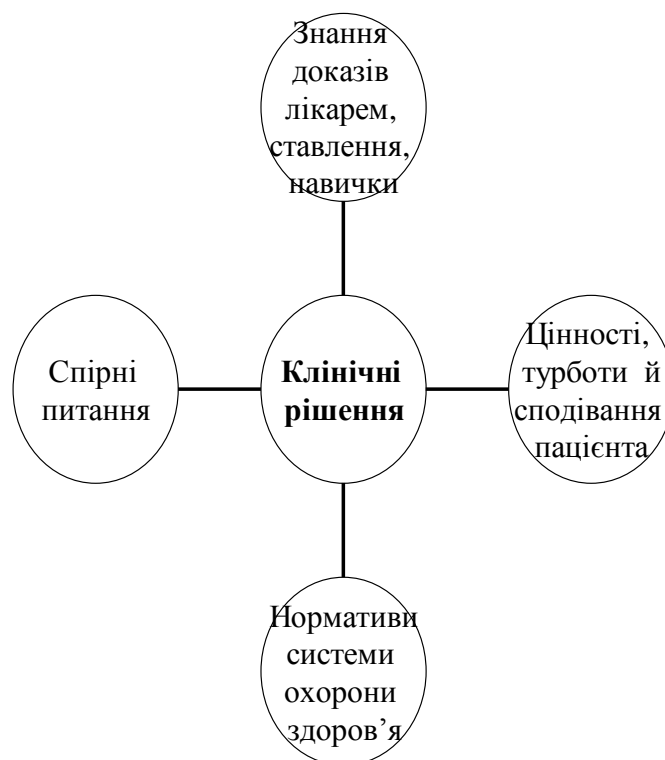 Знання
доказів
лікарем,
ставлення,
навички
Спірні
питання
Клінічні
рішення
Цінності,
турботи й
сподівання
пацієнта
Нормативи
системи
охорони
здоров’я